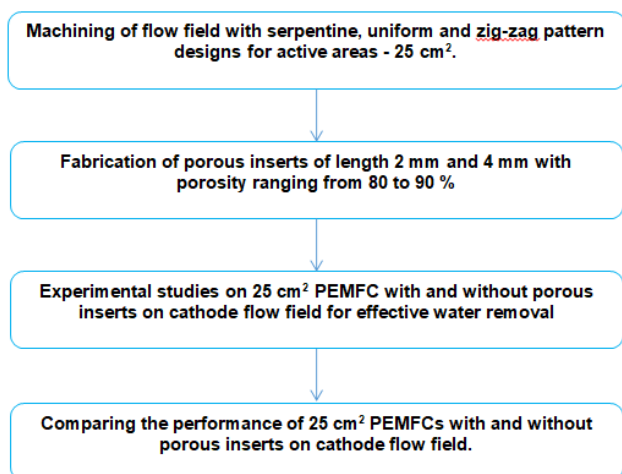 Machining of flow field with serpentine, uniform and zig-zag pattern
designs for active areas - 25 cm².
Fabrication of porous inserts of length 2 mm and 4 mm with
porosity ranging from 80 to 90 %
Experimental studies on 25 cm² PEMFC with and without porous
inserts on cathode flow field for effective water removal
Comparing the performance of 25 cm² PEMFCs with and without
porous inserts on cathode flow field.